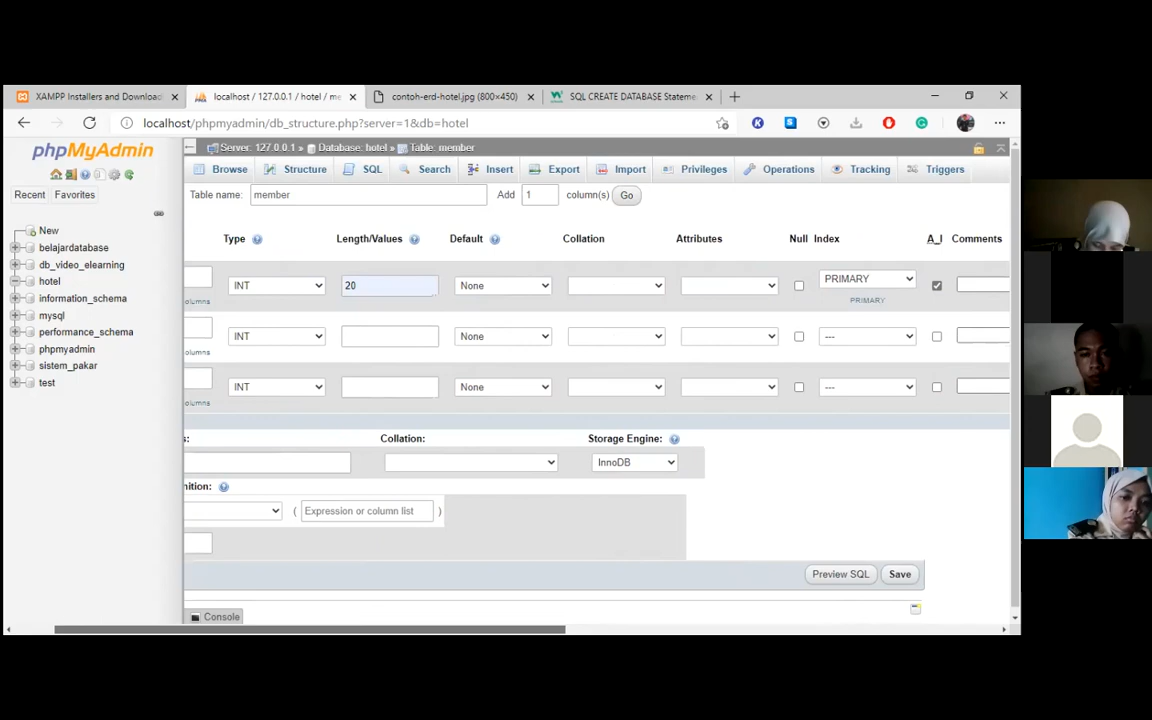 XAMPP Installers and Download
localhost / 127.0.0.1 / hotel / me
contoh-erd-hotel.jpg (800×450)
SQL CREATE DATABASE Stateme
localhost/phpmyadmin/db_structure.php?server=1&db=hotel
phpMyAdmin
Recent
Favorites
New
belajardatabase
db_video_elearning
hotel
information_schema
mysql
performance_schema
phpmyadmin
sistem_pakar
test
Server: 127.0.0.1 » Database: hotel » Table: member
Browse
Structure
SQL
Search
Insert
Export
Import
Privileges
Operations
Tracking
Triggers
Table name: member Add 1 column(s) Go
Type Length/Values Default Collation Attributes Null Index A_I Comments
INT 20 None PRIMARY
olumns PRIMARY
INT None ---
olumns
INT None ---
olumns
s: Collation: Storage Engine:
InnoDB
nition:
( Expression or column list )
Preview SQL Save
Console